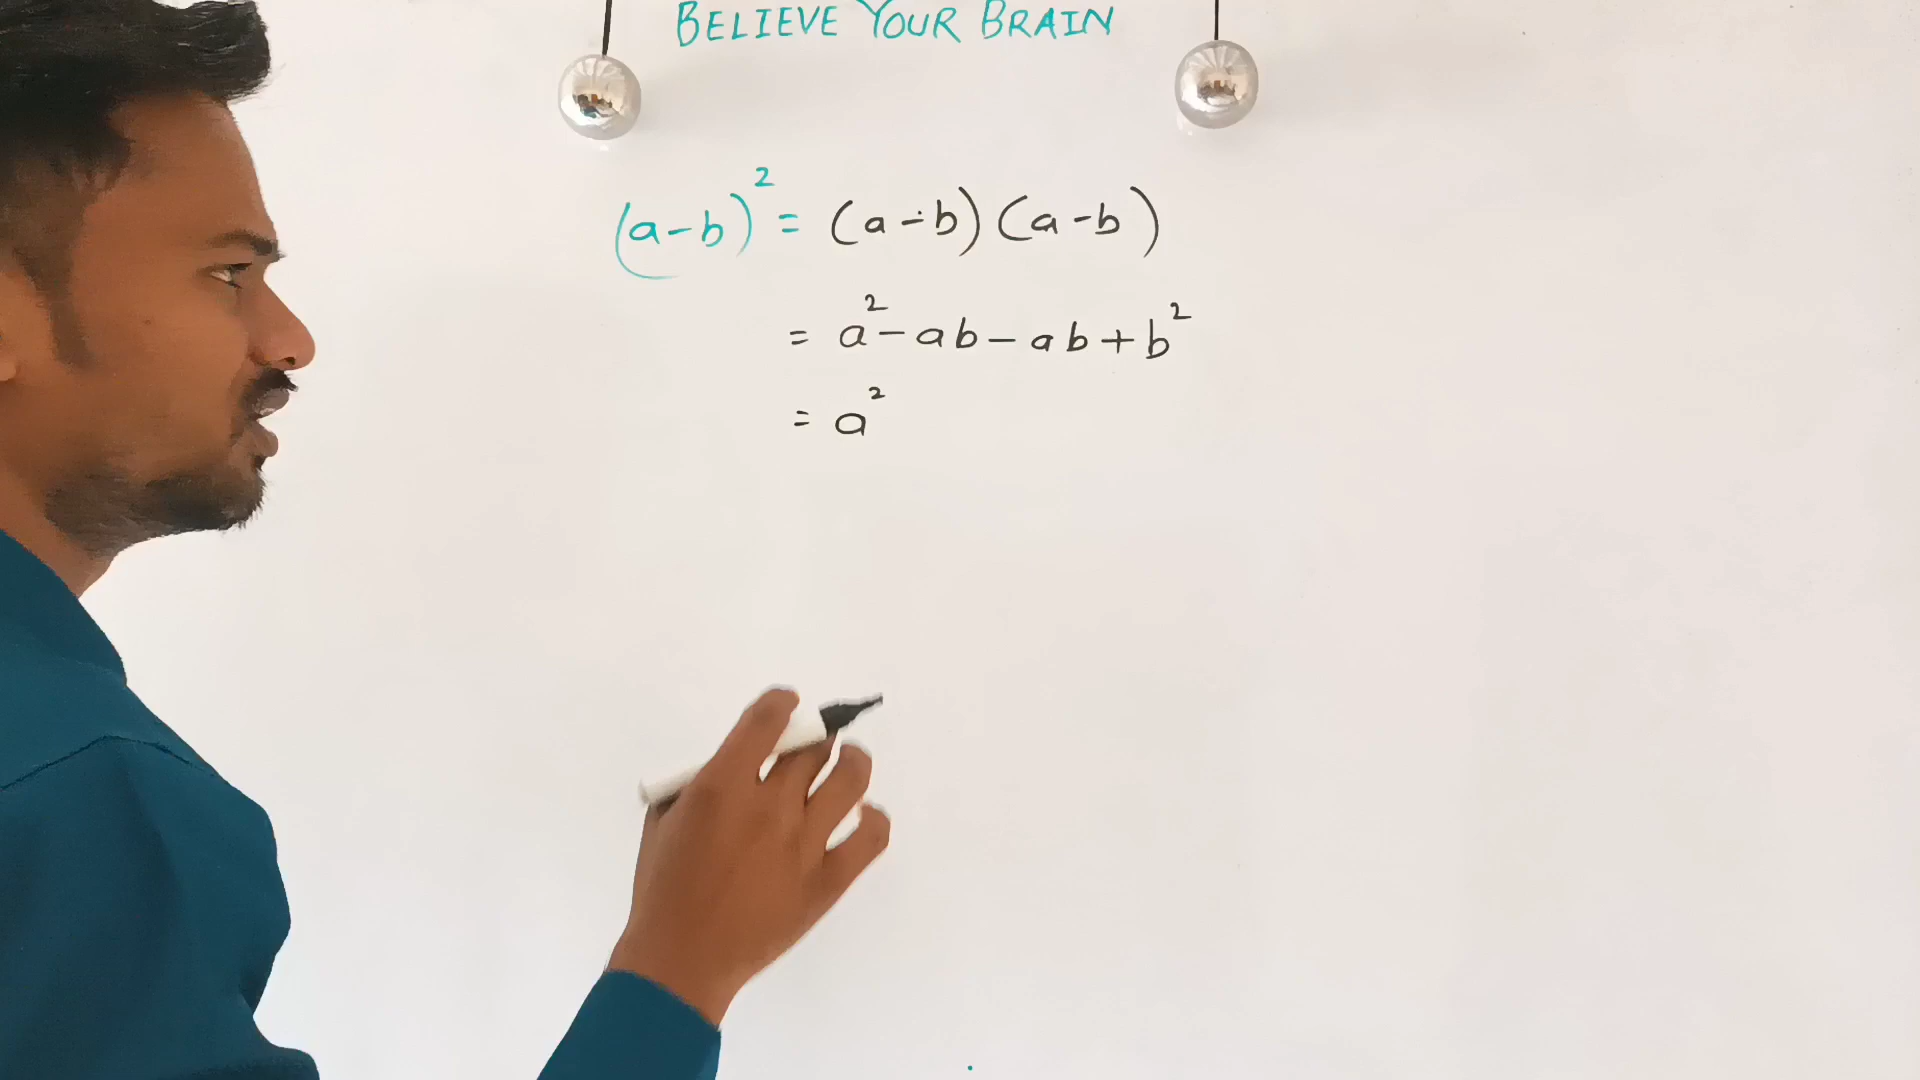 BELIEVE YOUR BRAIN
(a-b)² = (a-b)(a-b)
= a²-ab-ab+b²
= a²